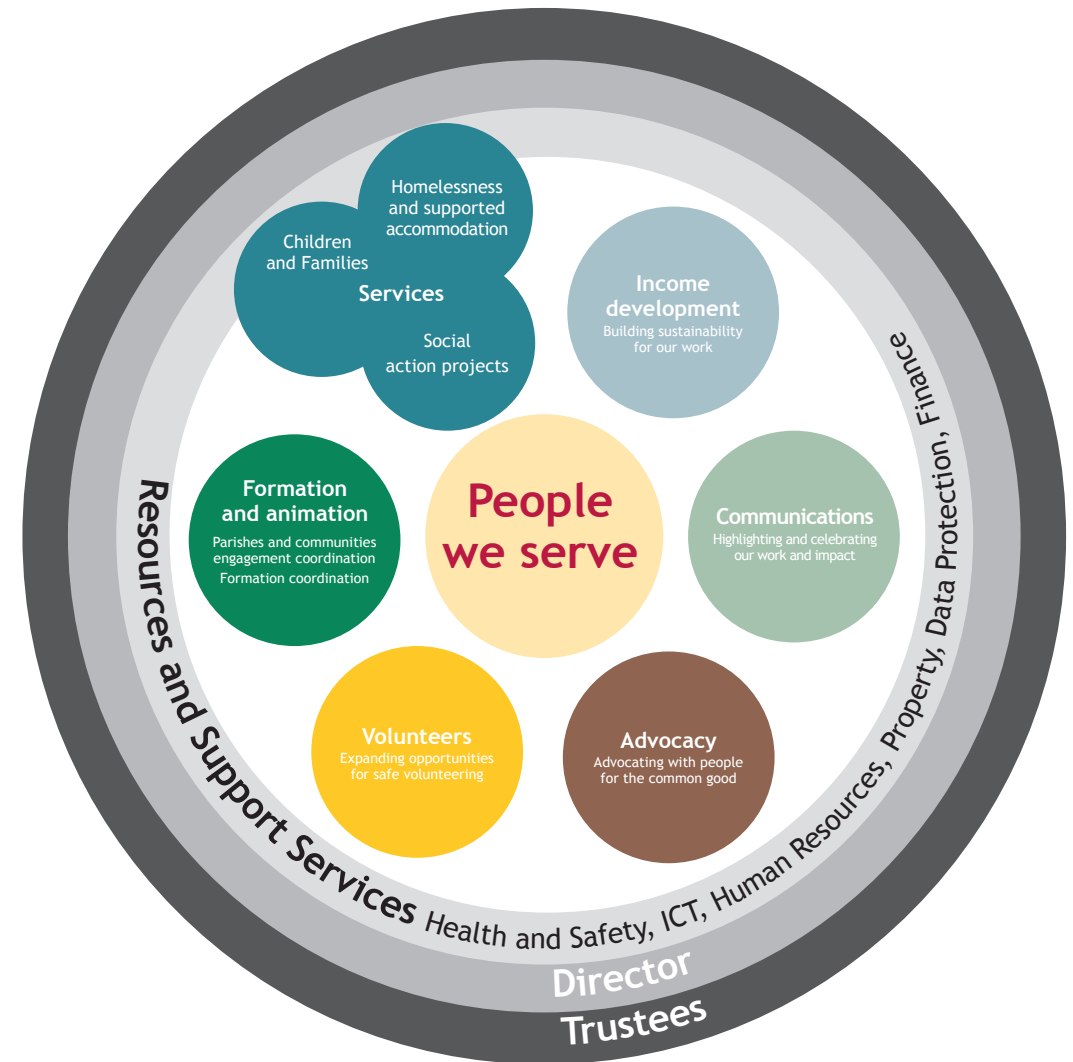 Homelessness
and supported
accommodation
Children
and Families
Services
Social
action projects
Income
development
Building sustainability
for our work
Formation
and animation
Parishes and communities
engagement coordination
Formation coordination
People
we serve
Communications
Highlighting and celebrating
our work and impact
Volunteers
Expanding opportunities
for safe volunteering
Advocacy
Advocating with people
for the common good
Resources and Support Services Health and Safety, ICT, Human Resources, Property, Data Protection, Finance
Director
Trustees